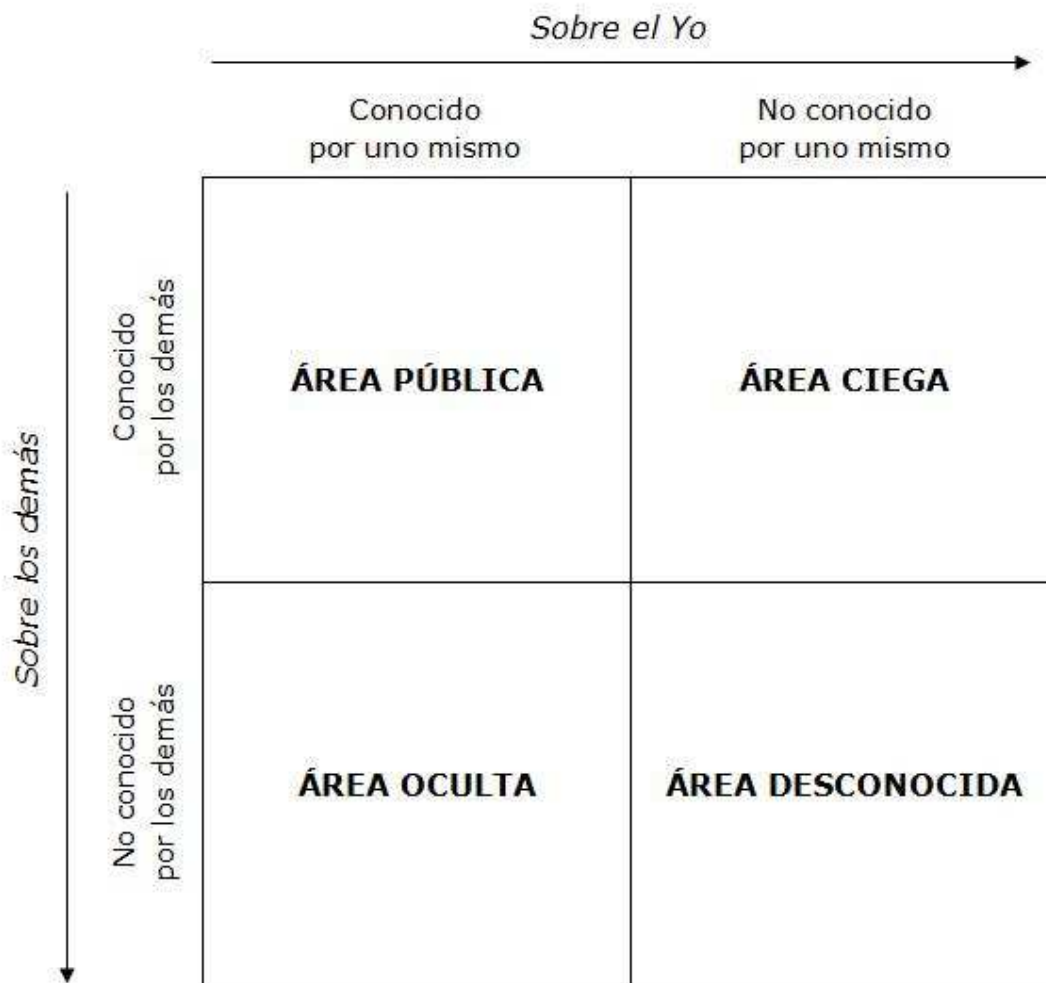 Sobre el Yo
Conocido
por uno mismo
No conocido
por uno mismo
Sobre los demás
Conocido
por los demás
ÁREA PÚBLICA
ÁREA CIEGA
No conocido
por los demás
ÁREA OCULTA
ÁREA DESCONOCIDA